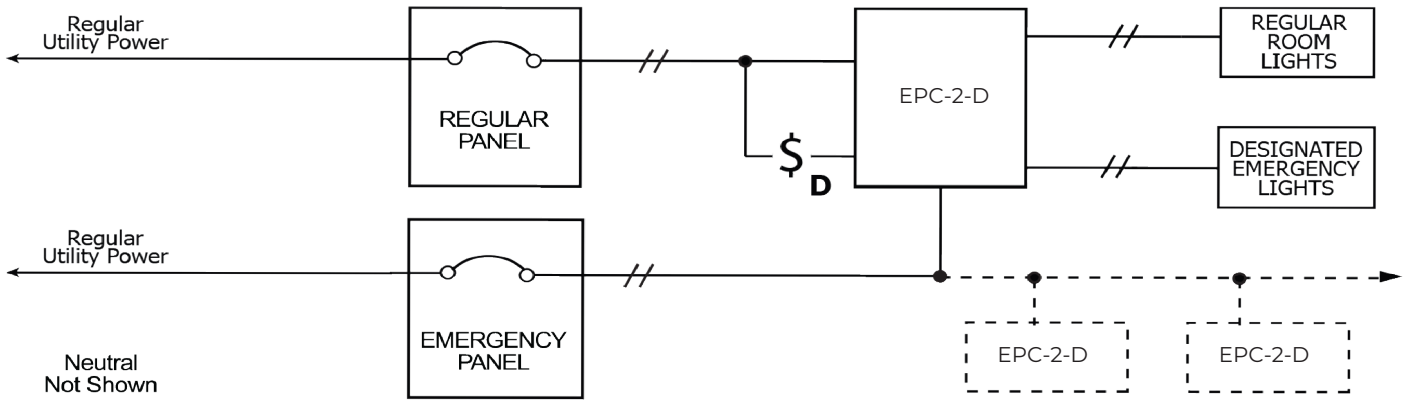 Regular
Utility Power
REGULAR
PANEL
$
D
EPC-2-D
REGULAR
ROOM
LIGHTS
DESIGNATED
EMERGENCY
LIGHTS
Regular
Utility Power
EMERGENCY
PANEL
EPC-2-D
EPC-2-D
Neutral
Not Shown